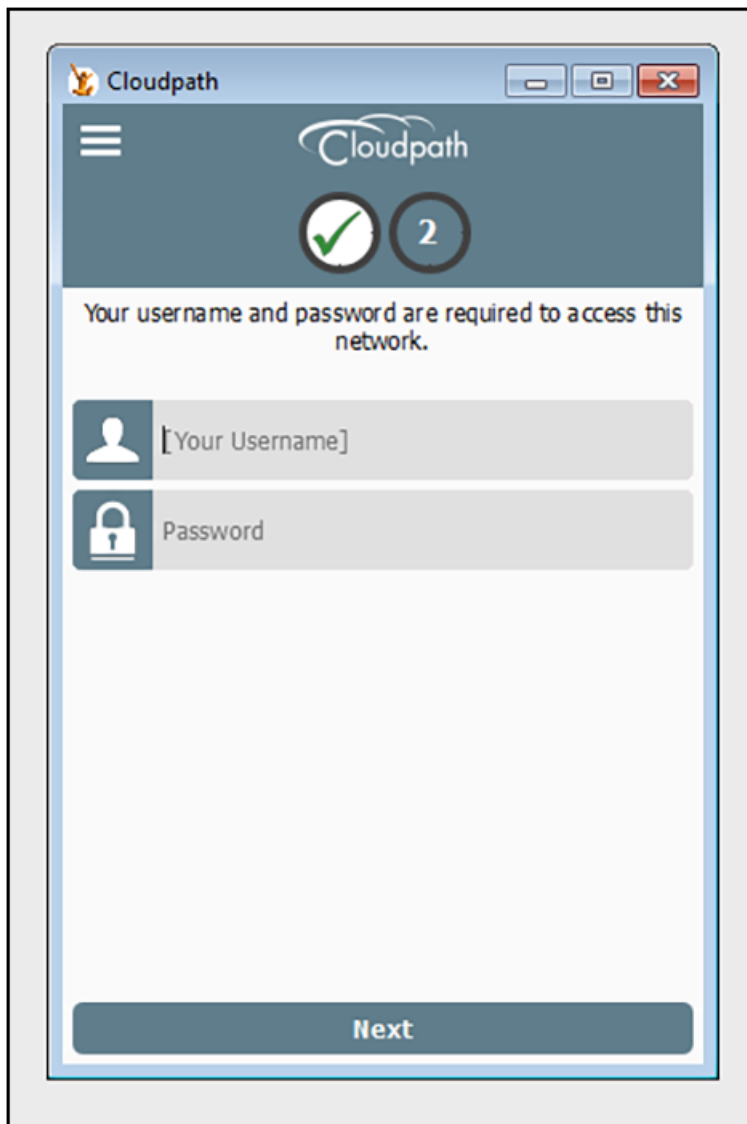 Cloudpath
Cloudpath
2
Your username and password are required to access this
network.
[Your Username]
Password
Next